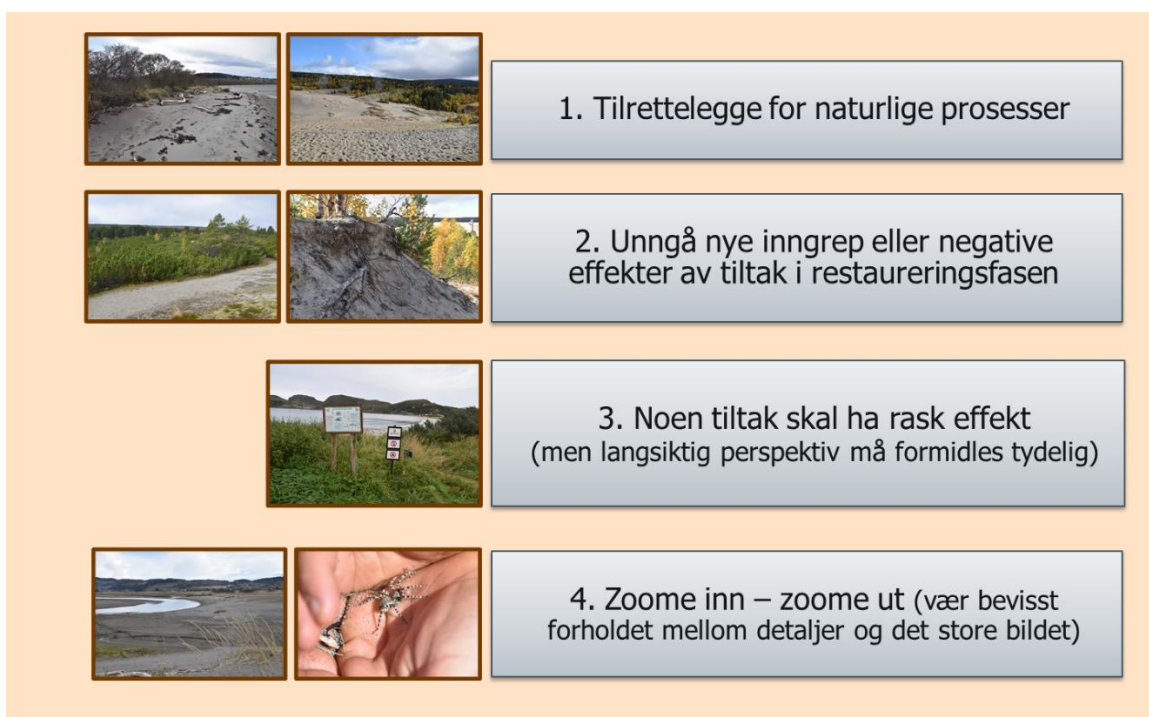 1. Tilrettelegge for naturlige prosesser
2. Unngå nye inngrep eller negative
effekter av tiltak i restaureringsfasen
3. Noen tiltak skal ha rask effekt
(men langsiktig perspektiv må formidles tydelig)
4. Zoome inn – zoome ut (vær bevisst
forholdet mellom detaljer og det store bildet)